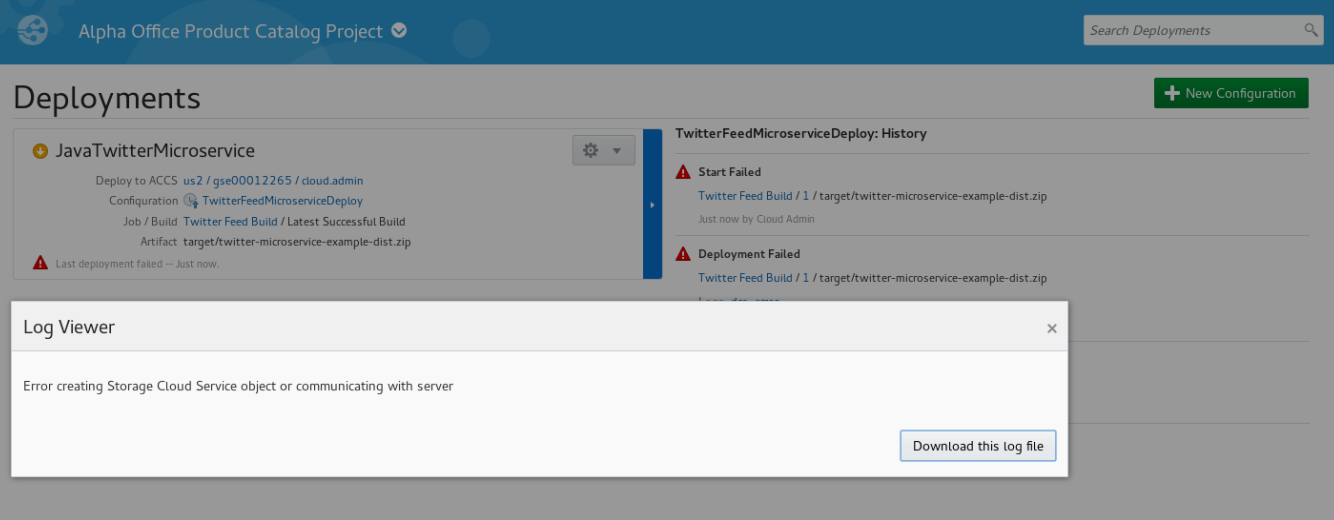 Alpha Office Product Catalog Project
Search Deployments
Deployments
New Configuration
JavaTwitterMicroservice
Deploy to ACCS us2 / gse00012265 / cloud.admin
Configuration TwitterFeedMicroserviceDeploy
Job / Build Twitter Feed Build / Latest Successful Build
Artifact target/twitter-microservice-example-dist.zip
Last deployment failed — Just now.
TwitterFeedMicroserviceDeploy: History
Start Failed
Twitter Feed Build / 1 / target/twitter-microservice-example-dist.zip
Just now by Cloud Admin
Deployment Failed
Twitter Feed Build / 1 / target/twitter-microservice-example-dist.zip
Log Viewer
×
Error creating Storage Cloud Service object or communicating with server
Download this log file